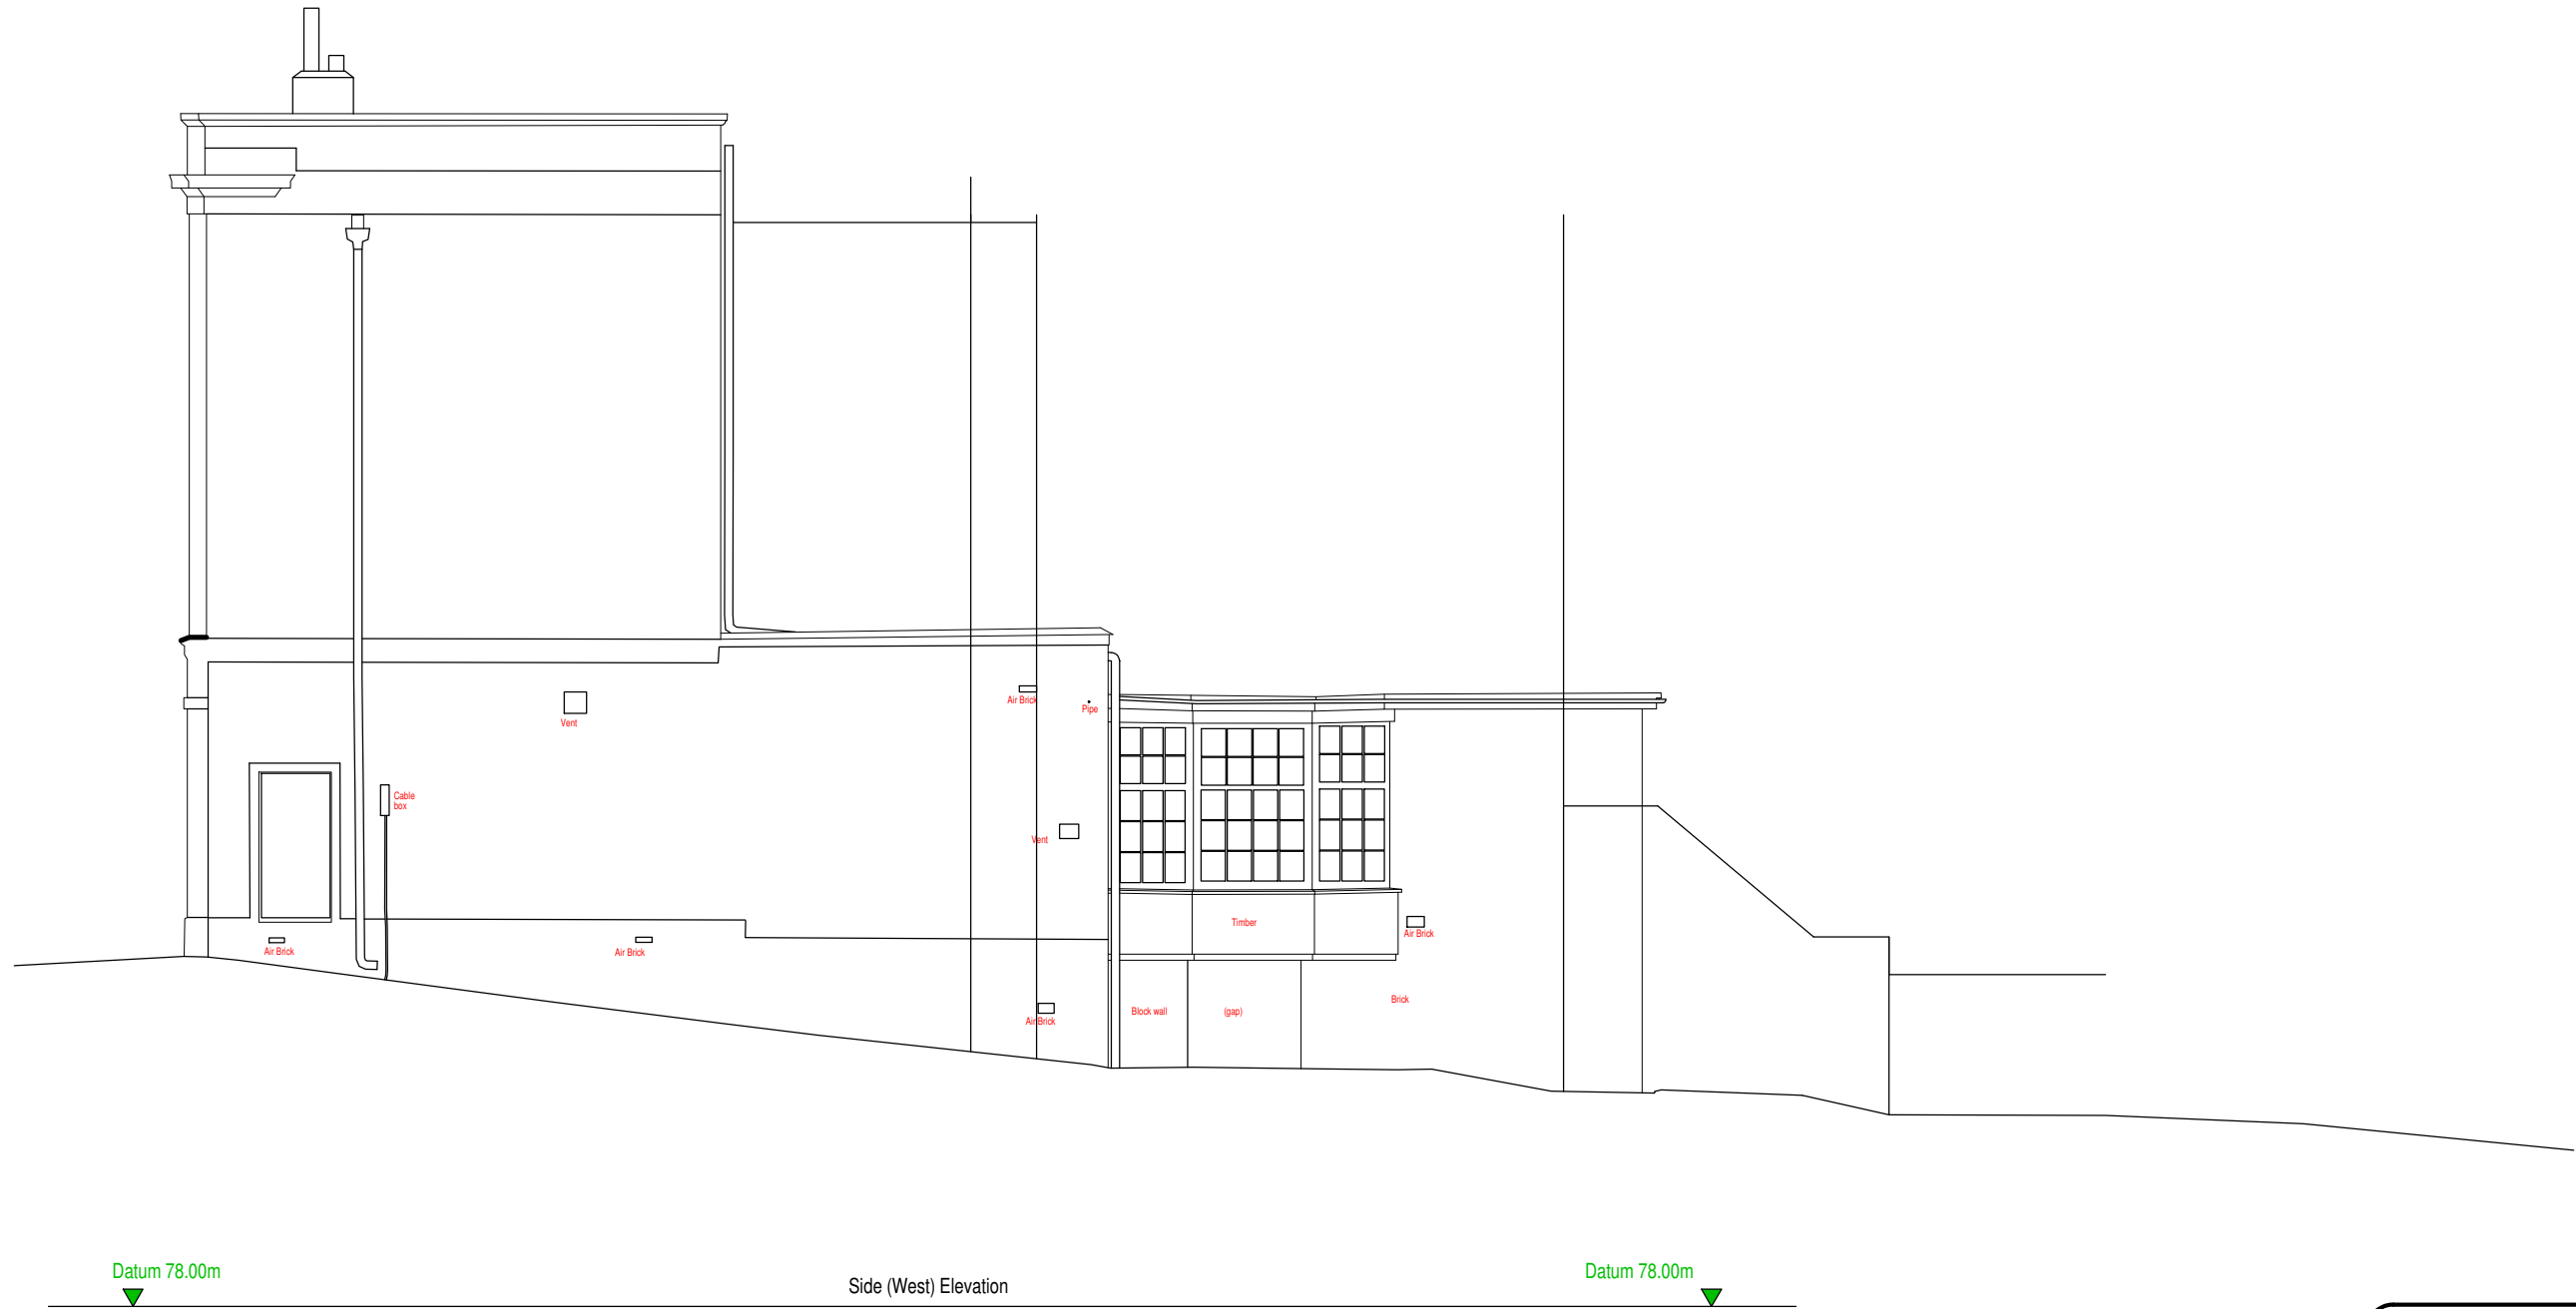 Air Brick
Pipe
Vent
Cable
box
Vent
Timber
Air Brick
Air Brick
Air Brick
Brick
Block wall
(gap)
Air Brick
Datum 78.00m
Side (West) Elevation
Datum 78.00m